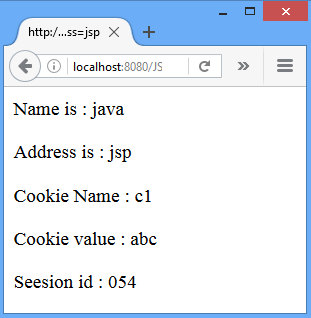 http:/...ss=jsp
localhost:8080/JS
Name is : java
Address is : jsp
Cookie Name : c1
Cookie value : abc
Seesion id : 054